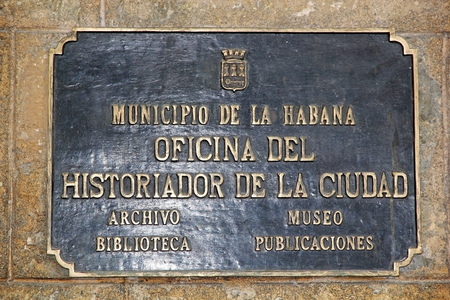 MUNICIPIO DE LA HABANA
OFICINA DEL
HISTORIADOR DE LA CIUDAD
ARCHIVO MUSEO
BIBLIOTECA PUBLICACIONES